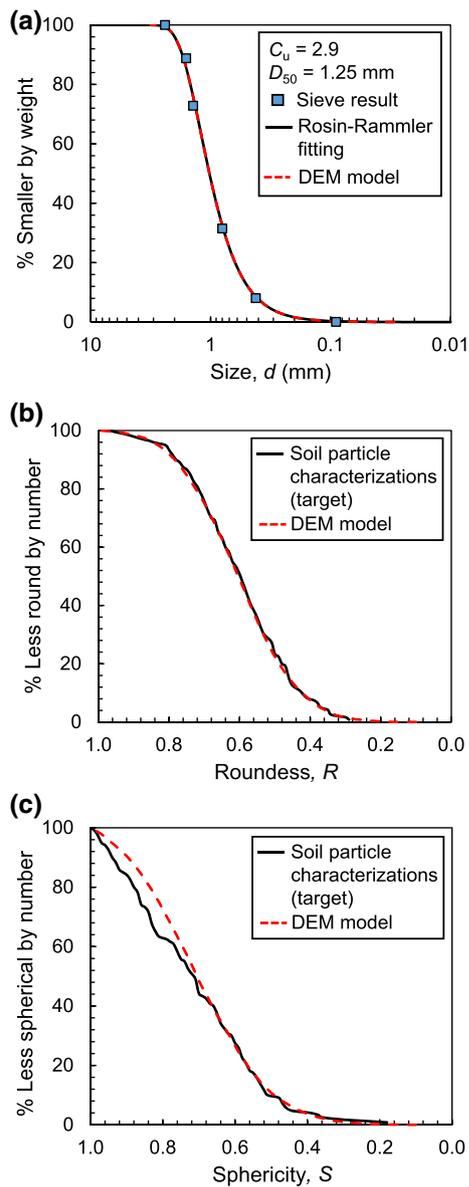 (a)
100
80
60
40
20
0
% Smaller by weight
Cu = 2.9
D50 = 1.25 mm
Sieve result
Rosin-Rammler
fitting
DEM model
10
1
0.1
0.01
Size, d (mm)
(b)
100
80
60
40
20
0
% Less round by number
Soil particle
characterizations
(target)
DEM model
1.0
0.8
0.6
0.4
0.2
0.0
Roundess, R
(c)
100
80
60
40
20
0
% Less spherical by number
Soil particle
characterizations
(target)
DEM model
1.0
0.8
0.6
0.4
0.2
0.0
Sphericity, S